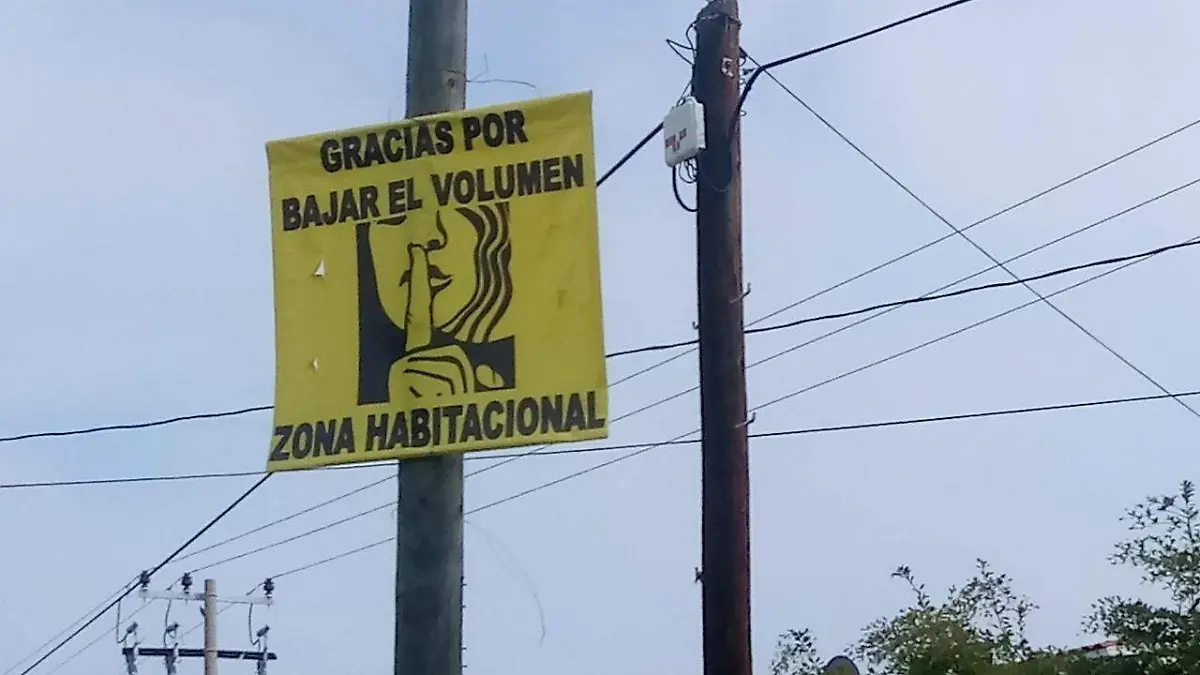 GRACIAS POR
BAJAR EL VOLUMEN
ZONA HABITACIONAL